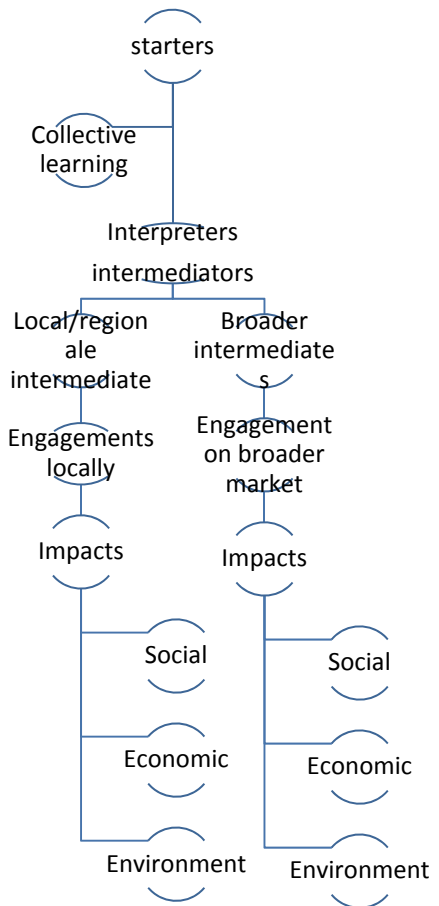 starters
Collective
learning
Interpreters
intermediators
Local/region
ale
intermediate
Broader
intermediate
s
Engagements
locally
Engagement
on broader
market
Impacts
Impacts
Social
Social
Economic
Economic
Environment
Environment